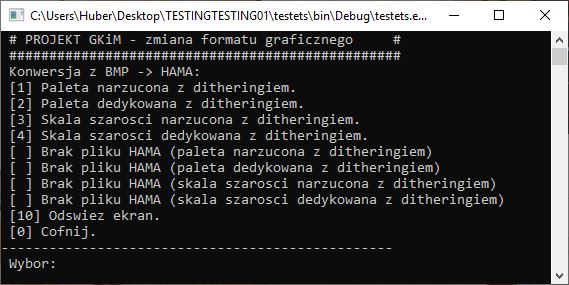 C:\Users\Huber\Desktop\TESTINGTESTING01\testets\bin\Debug\testets.e...
# PROJEKT GKiM - zmiana formatu graficznego     #
#################################################
Konwersja z BMP -> HAMA:
[1] Paleta narzucona z ditheringiem.
[2] Paleta dedykowana z ditheringiem.
[3] Skala szarosci narzucona z ditheringiem.
[4] Skala szarosci dedykowana z ditheringiem.
[ ] Brak pliku HAMA (paleta narzucona z ditheringiem)
[ ] Brak pliku HAMA (paleta dedykowana z ditheringiem)
[ ] Brak pliku HAMA (skala szarosci narzucona z ditheringiem)
[ ] Brak pliku HAMA (skala szarosci dedykowana z ditheringiem)
[10] Odswiez ekran.
[0] Cofnij.
-------------------------------------------------
Wybor: